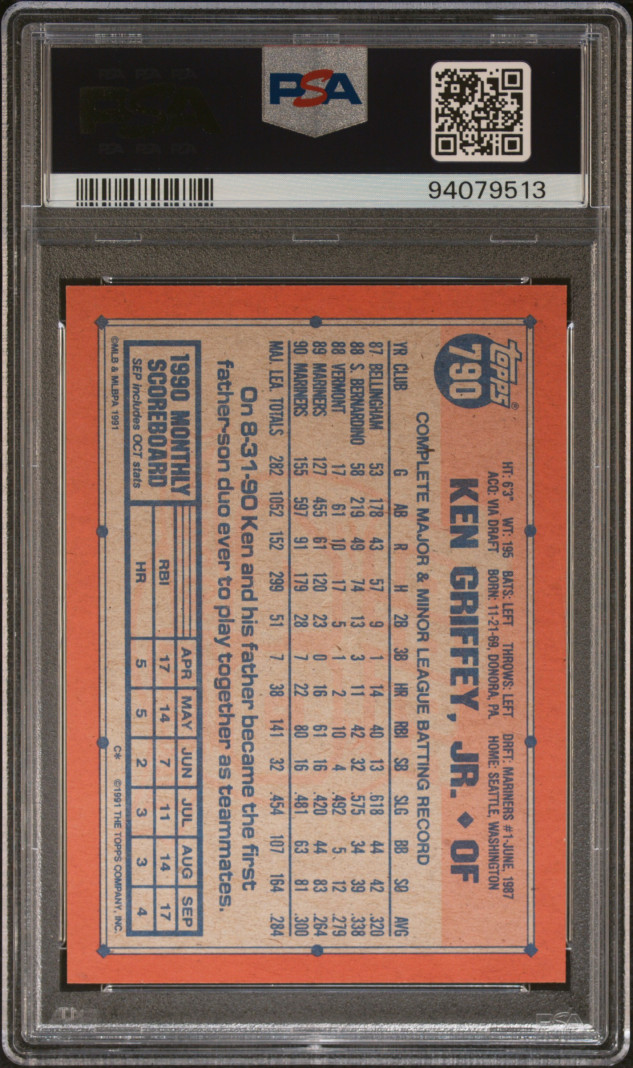 PSA
94079513
topps®
790
HT: 6'3" WT: 195 BATS: LEFT THROWS: LEFT DRFT: MARINERS #1-JUNE, 1987
ACQ: VIA DRAFT BORN: 11-21-69, DONORA, PA. HOME: SEATTLE, WASHINGTON
KEN GRIFFEY, JR. ◆ OF
COMPLETE MAJOR & MINOR LEAGUE BATTING RECORD
YR CLUB G AB R H 2B 3B HR RBI SB SLG BB SO AVG
87 BELLINGHAM 53 178 43 57 9 1 14 40 13 .618 44 42 .320
88 S. BERNARDINO 58 219 49 74 13 3 11 42 32 .575 34 39 .338
88 VERMONT 17 61 10 17 5 1 2 10 4 .492 5 12 .279
89 MARINERS 127 455 61 120 23 0 16 61 16 .420 44 83 .264
90 MARINERS 155 597 91 179 28 7 22 80 16 .481 63 81 .300
MAJ. LEA. TOTALS 282 1052 152 299 51 7 38 141 32 .454 107 164 .284
On 8-31-90 Ken and his father became the first
father-son duo ever to play together as teammates.
1990 MONTHLY
SCOREBOARD
SEP includes OCT stats
APR MAY JUN JUL AUG SEP
RBI 17 14 7 11 14 17
HR 5 5 2 3 3 4
©MLB & MLBPA 1991
C* ©1991 THE TOPPS COMPANY, INC.
PSA